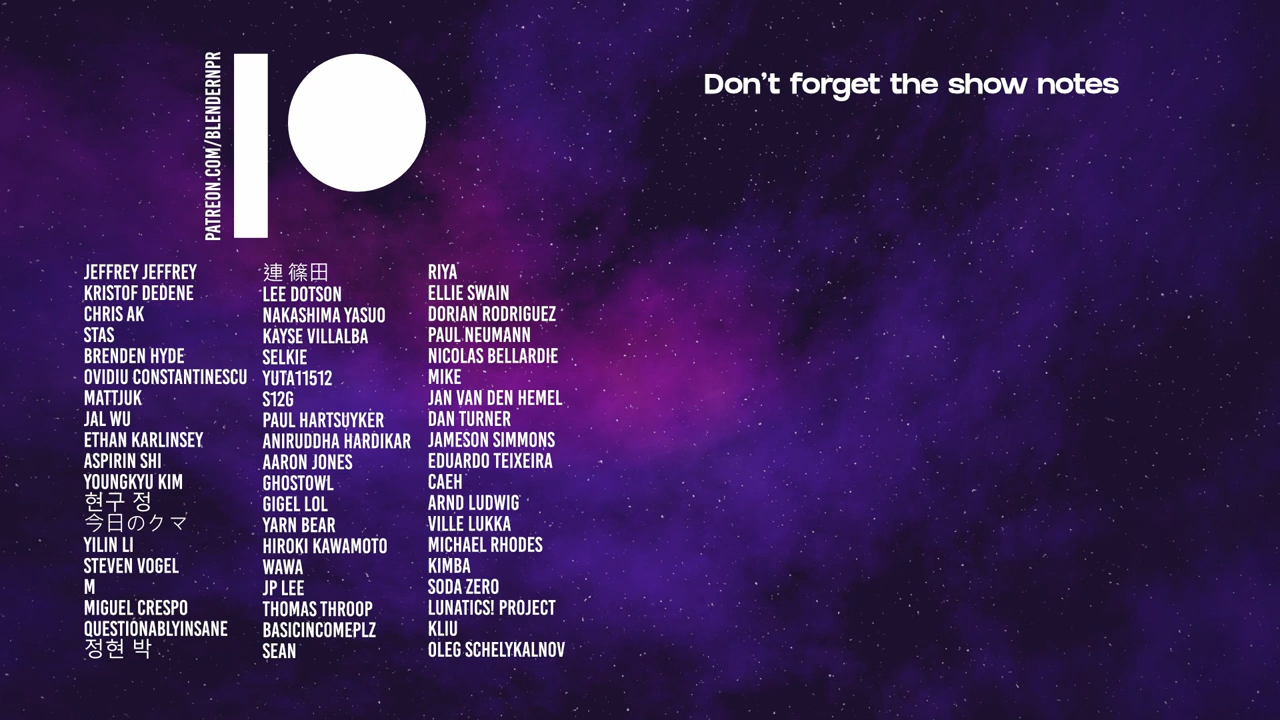 PATREON.COM/BLENDERNPR
Don't forget the show notes
JEFFREY JEFFREY
KRISTOF DEDENE
CHRIS AK
STAS
BRENDEN HYDE
OVIDIU CONSTANTINESCU
MATTJUK
JAL WU
ETHAN KARLINSEY
ASPIRIN SHI
YOUNGKYU KIM
현구 정
今日のクマ
YILIN LI
STEVEN VOGEL
M
MIGUEL CRESPO
QUESTIONABLYINSANE
정현 박
連 篠田
LEE DOTSON
NAKASHIMA YASUO
KAYSE VILLALBA
SELKIE
YUTA11512
S12G
PAUL HARTSUYKER
ANIRUDDHA HARDIKAR
AARON JONES
GHOSTOWL
GIGEL LOL
YARN BEAR
HIROKI KAWAMOTO
WAWA
JP LEE
THOMAS THROOP
BASICINCOMEPLZ
SEAN
RIYA
ELLIE SWAIN
DORIAN RODRIGUEZ
PAUL NEUMANN
NICOLAS BELLARDIE
MIKE
JAN VAN DEN HEMEL
DAN TURNER
JAMESON SIMMONS
EDUARDO TEIXEIRA
CAEH
ARND LUDWIG
VILLE LUKKA
MICHAEL RHODES
KIMBA
SODA ZERO
LUNATICS! PROJECT
KLIU
OLEG SCHELYKALNOV